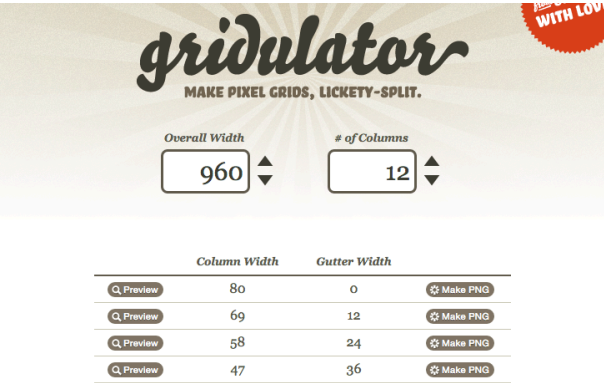 WITH LOV
gridulator
MAKE PIXEL GRIDS, LICKETY-SPLIT.
Overall Width # of Columns
960 12
Column Width Gutter Width
Preview 80 0 Make PNG
Preview 69 12 Make PNG
Preview 58 24 Make PNG
Preview 47 36 Make PNG